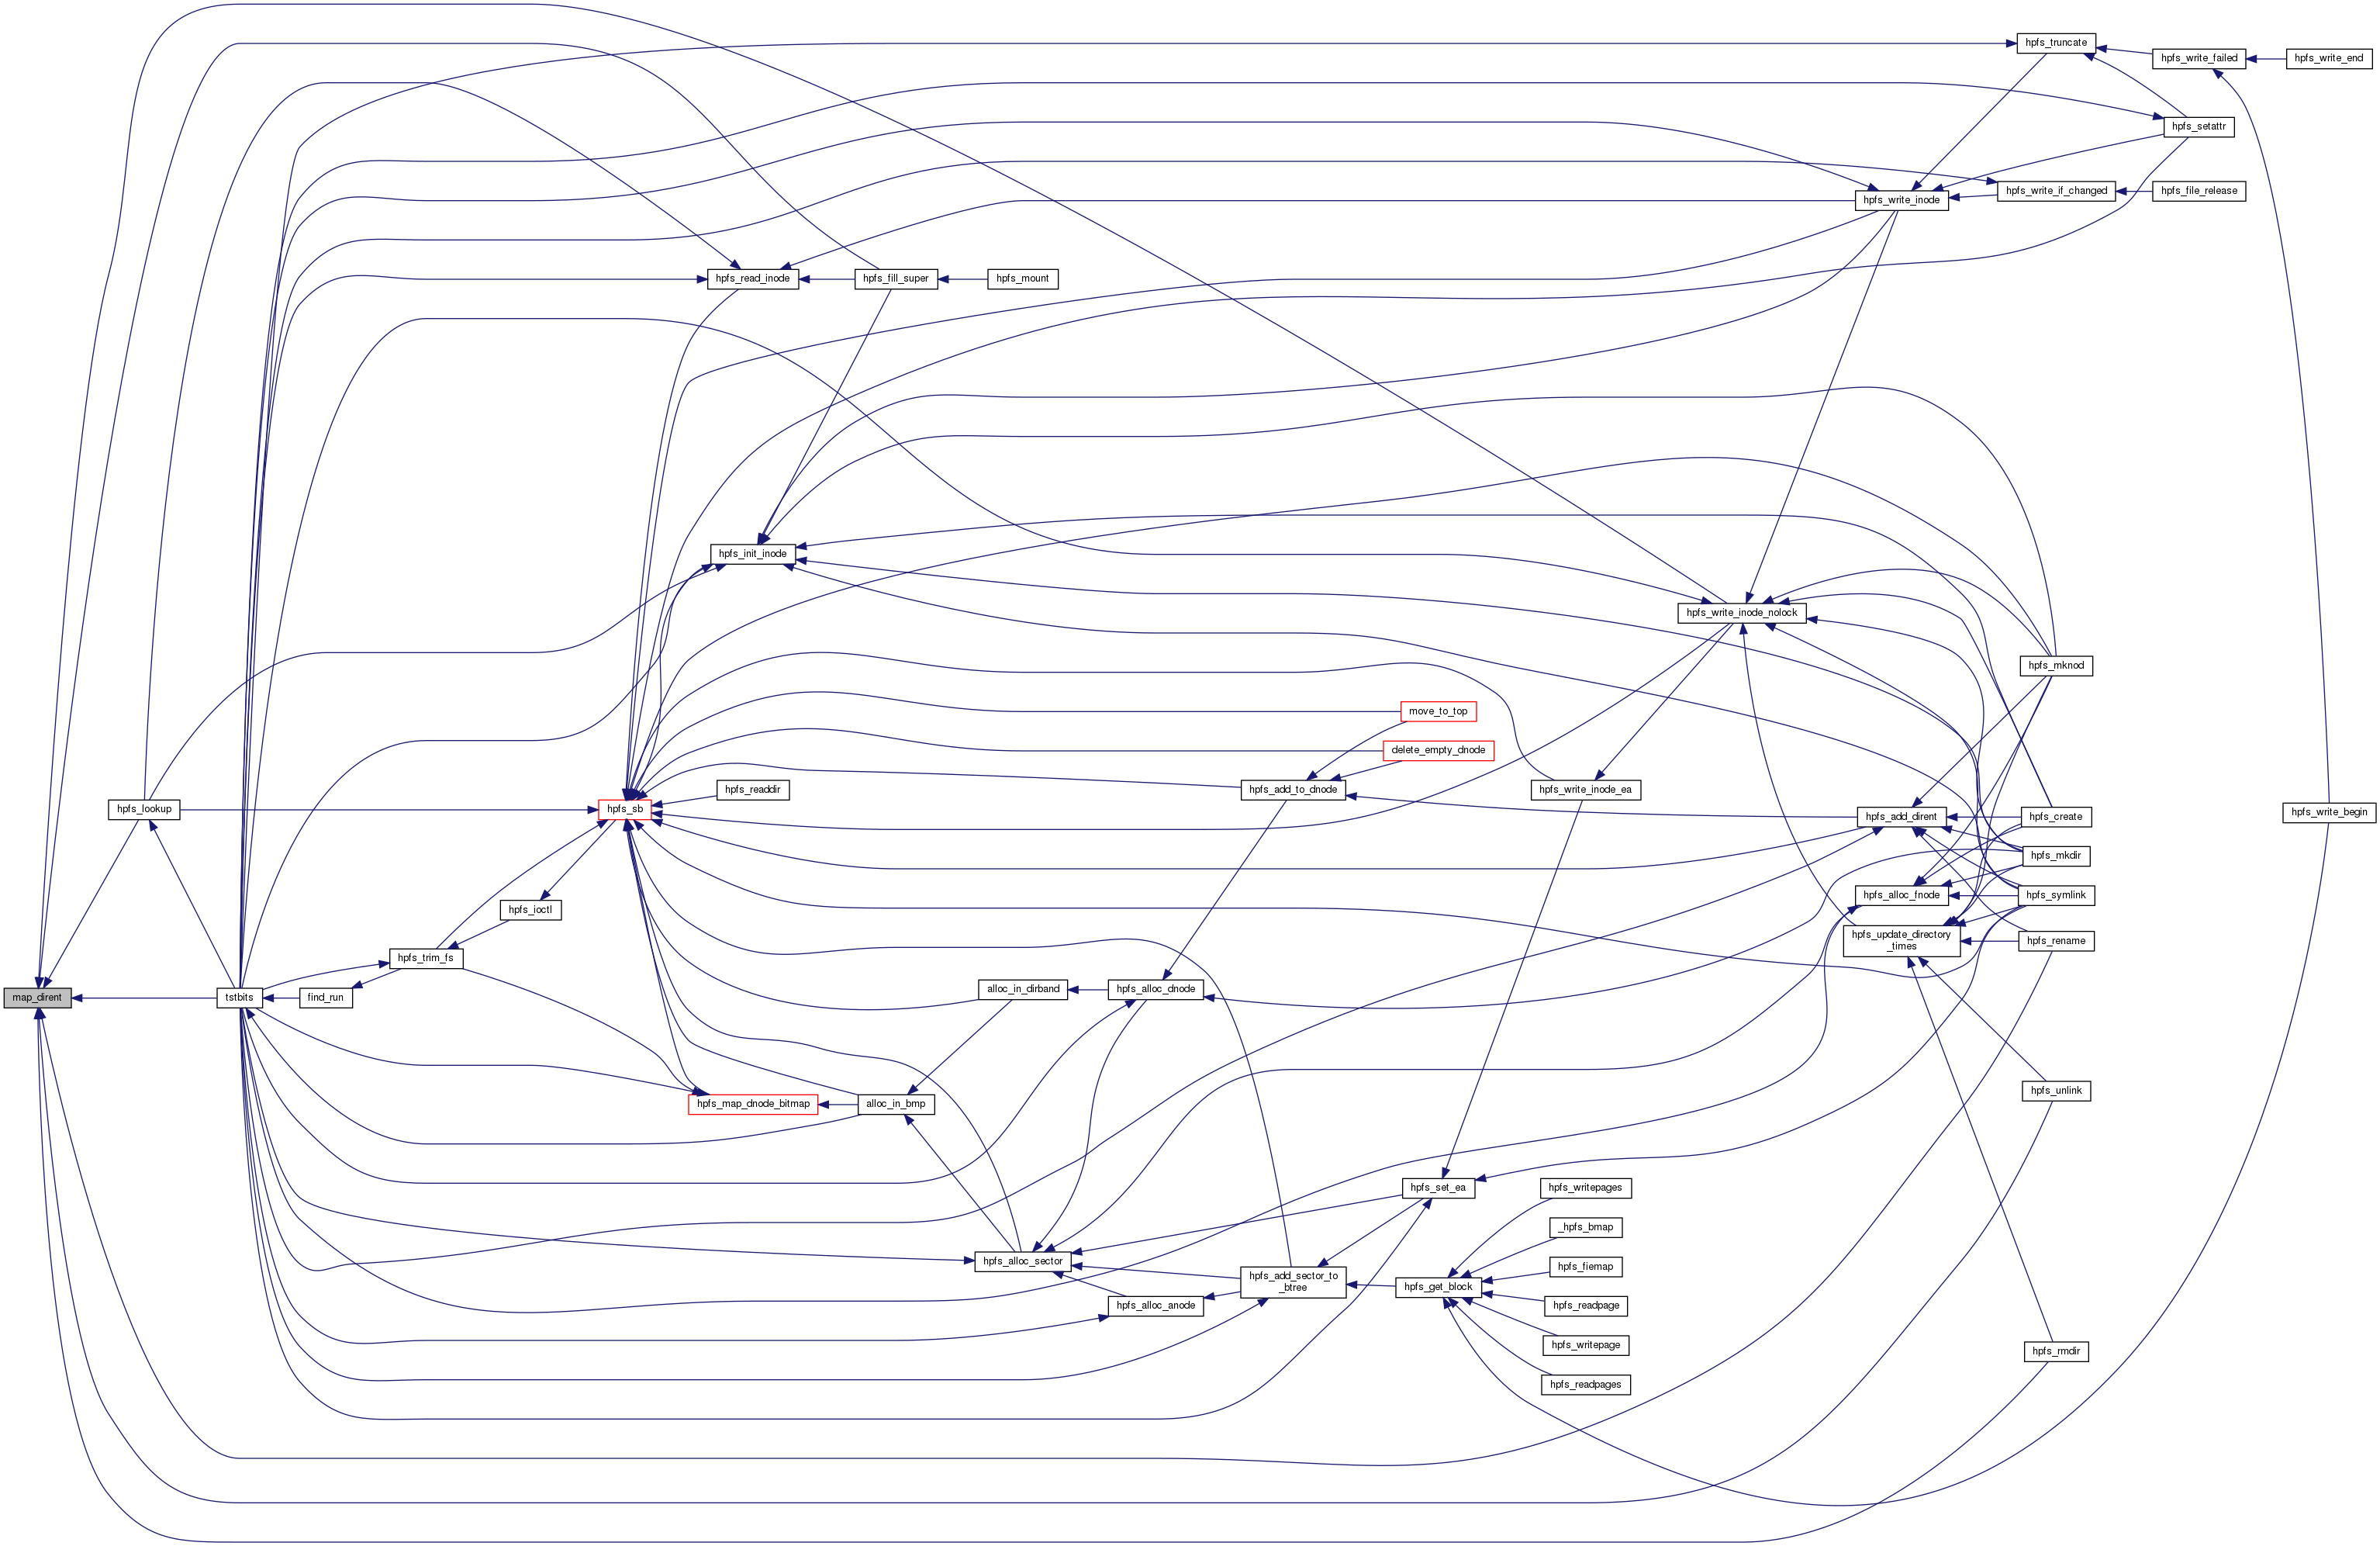 hpfs_truncate
hpfs_write_failed
hpfs_write_end
hpfs_setattr
hpfs_write_if_changed
hpfs_file_release
hpfs_write_inode
hpfs_read_inode
hpfs_fill_super
hpfs_mount
hpfs_init_inode
hpfs_write_inode_nolock
hpfs_mknod
move_to_top
delete_empty_dnode
hpfs_readdir
hpfs_add_to_dnode
hpfs_write_inode_ea
hpfs_lookup
hpfs_sb
hpfs_add_dirent
hpfs_create
hpfs_write_begin
hpfs_mkdir
hpfs_ioctl
hpfs_alloc_fnode
hpfs_symlink
hpfs_update_directory
_times
hpfs_rename
hpfs_trim_fs
map_dirent
tstbits
find_run
alloc_in_dirband
hpfs_alloc_dnode
hpfs_unlink
hpfs_map_dnode_bitmap
alloc_in_bmp
hpfs_set_ea
hpfs_writepages
_hpfs_bmap
hpfs_alloc_sector
hpfs_add_sector_to
_btree
hpfs_fiemap
hpfs_get_block
hpfs_alloc_anode
hpfs_readpage
hpfs_writepage
hpfs_rmdir
hpfs_readpages